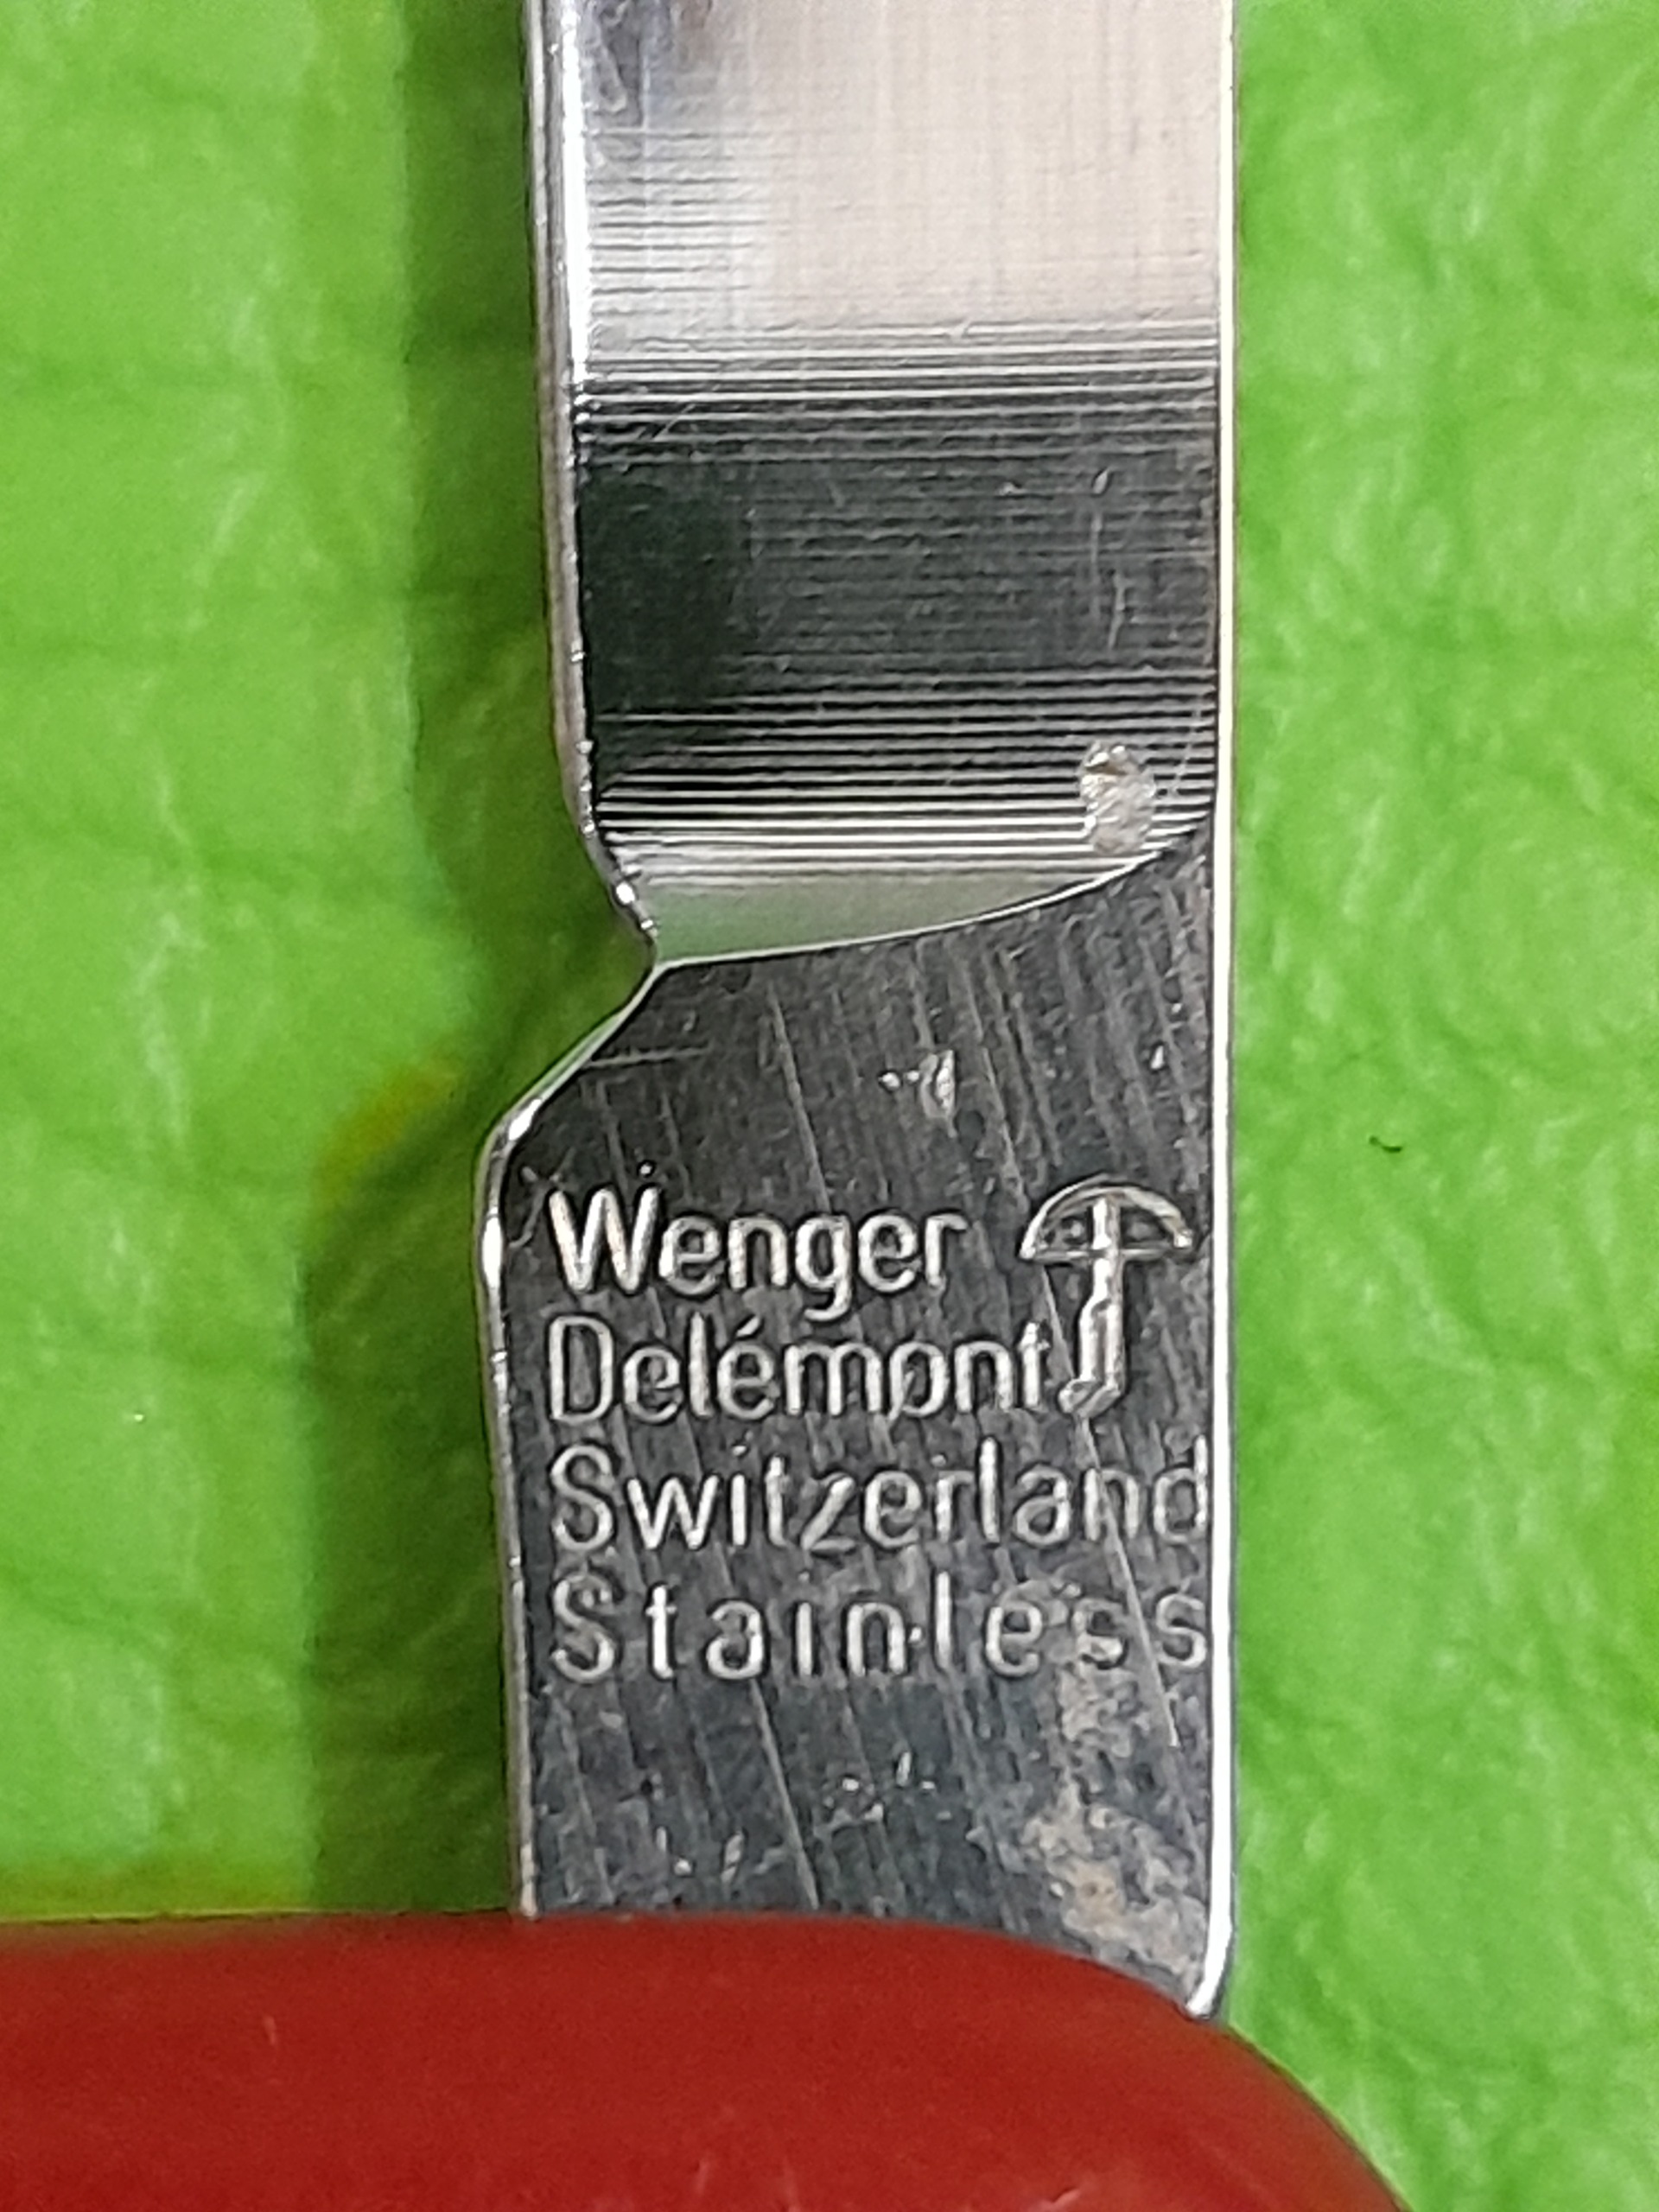 Wenger
Delémont
Switzerland
Stainless